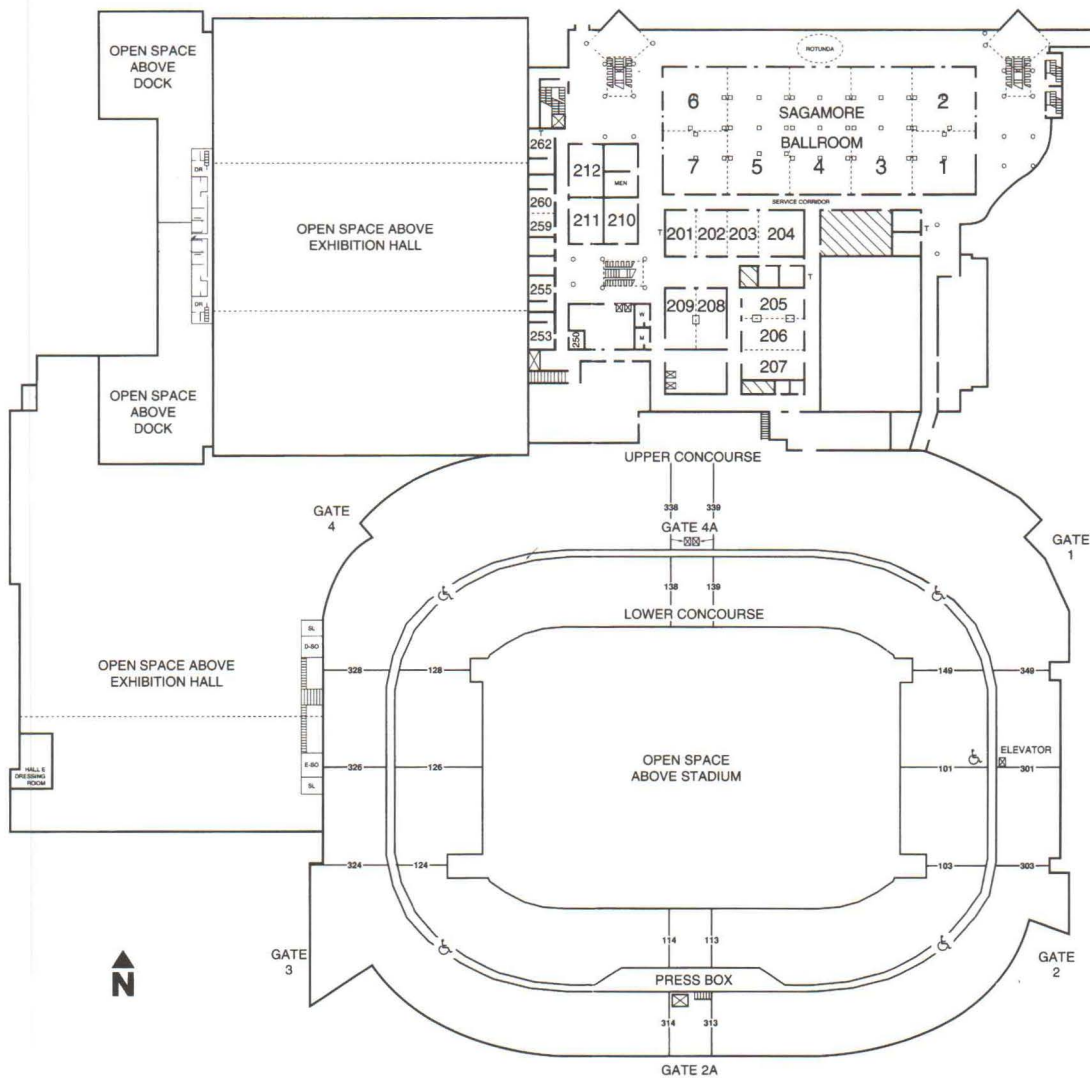 OPEN SPACE
ABOVE
DOCK
ROTUNDA
6
2
SAGAMORE
BALLROOM
7
5
4
3
1
SERVICE CORRIDOR
T
262
212
MEN
DR
260
259
211
210
T
201
202
203
204
T
OPEN SPACE ABOVE
EXHIBITION HALL
T
255
DR
253
250
W
M
209
208
205
206
207
OPEN SPACE
ABOVE
DOCK
UPPER CONCOURSE
338
339
GATE
4
GATE 4A
GATE
1
138
139
LOWER CONCOURSE
SL
D-BO
328
128
149
349
OPEN SPACE ABOVE
EXHIBITION HALL
OPEN SPACE
ABOVE STADIUM
ELEVATOR
HALL E
DRESSING
ROOM
E-BO
SL
326
126
101
301
324
124
103
303
114
113
GATE
3
GATE
2
N
PRESS BOX
314
313
GATE 2A